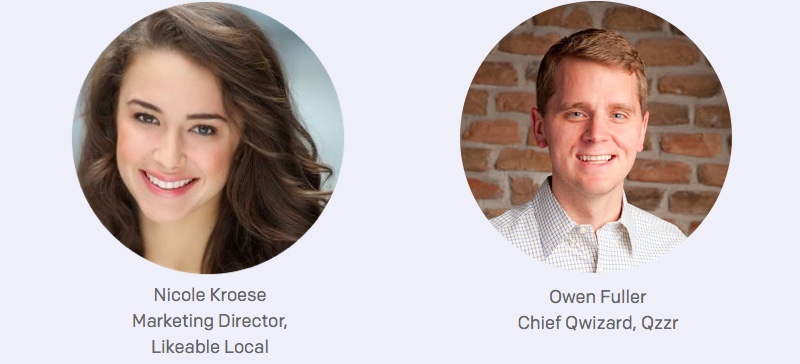 Nicole Kroese
Marketing Director,
Likeable Local
Owen Fuller
Chief Qwizard, Qzzr